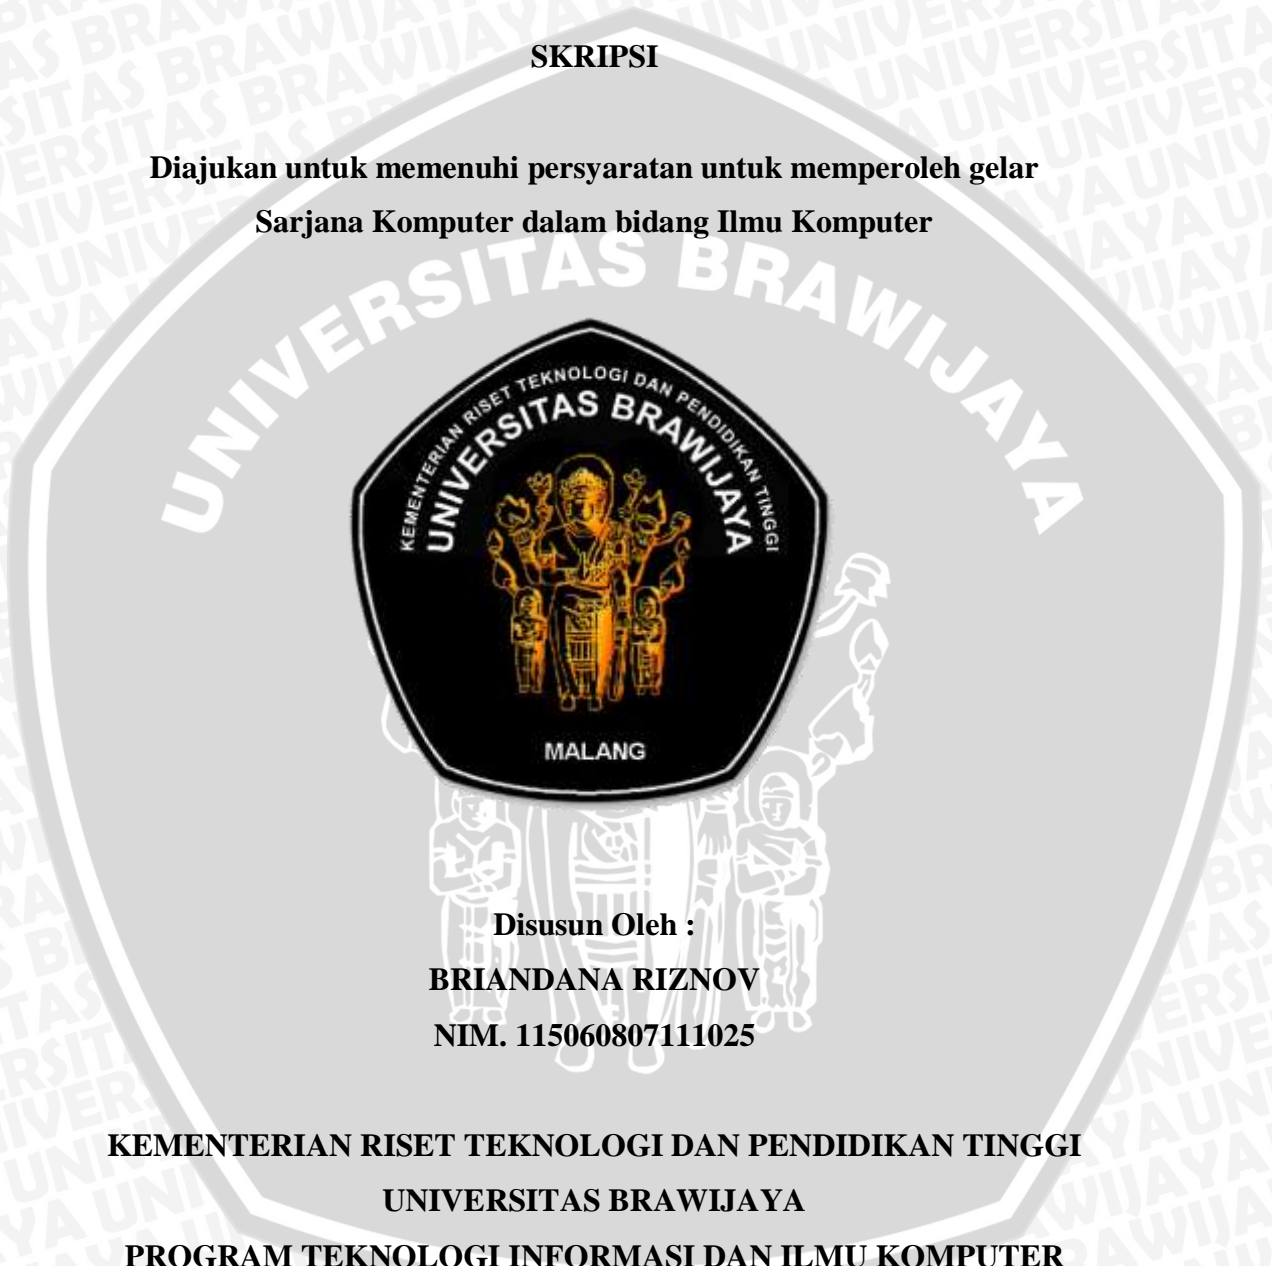 SKRIPSI
Diajukan untuk memenuhi persyaratan untuk memperoleh gelar
Sarjana Komputer dalam bidang Ilmu Komputer
UNIVERSITAS BRAWIJAYA
KEMENTERIAN RISET TEKNOLOGI DAN PENDIDIKAN TINGGI
UNIVERSITAS BRAWIJAYA
MALANG
Disusun Oleh :
BRIANDANA RIZNOV
NIM. 115060807111025
KEMENTERIAN RISET TEKNOLOGI DAN PENDIDIKAN TINGGI
UNIVERSITAS BRAWIJAYA
PROGRAM TEKNOLOGI INFORMASI DAN ILMU KOMPUTER